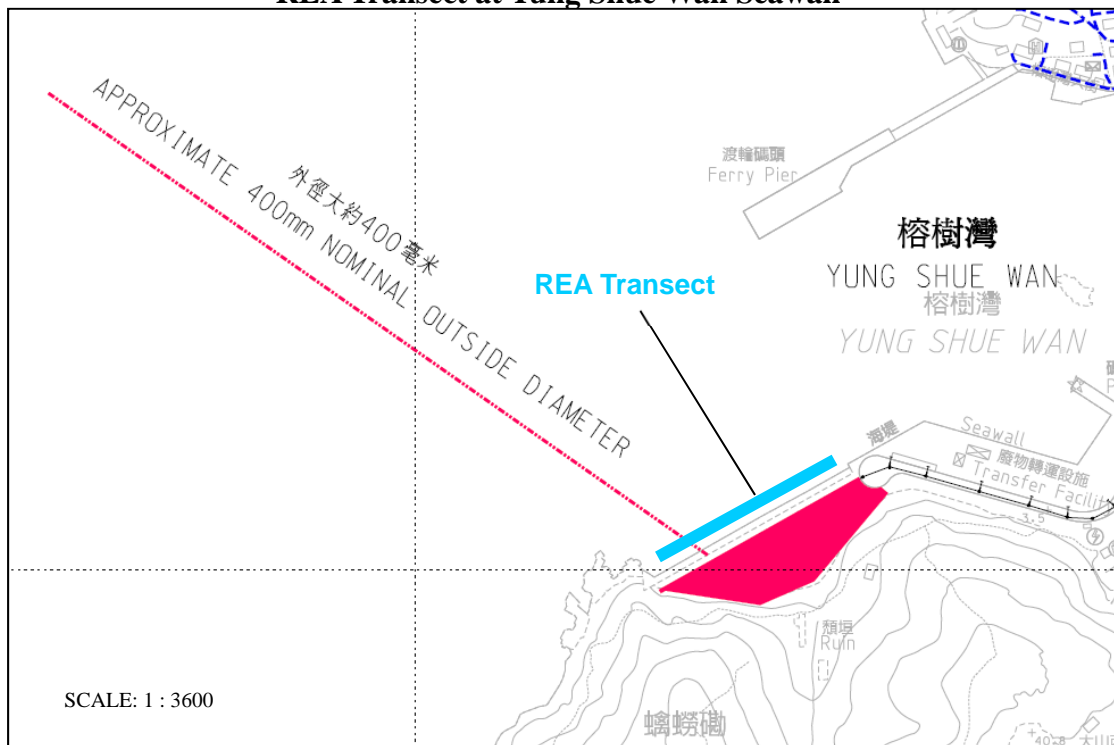 REA Transect at Yung Shue Wan Seawall
APPROXIMATE 400mm NOMINAL OUTSIDE DIAMETER
外徑大約400毫米
渡輪碼頭
Ferry Pier
榕樹灣
YUNG SHUE WAN
榕樹灣
YUNG SHUE WAN
REA Transect
海堤
Seawall
廢物轉運設施
Transfer Facilit
3.5
頹垣
Ruin
SCALE: 1 : 3600
40.8